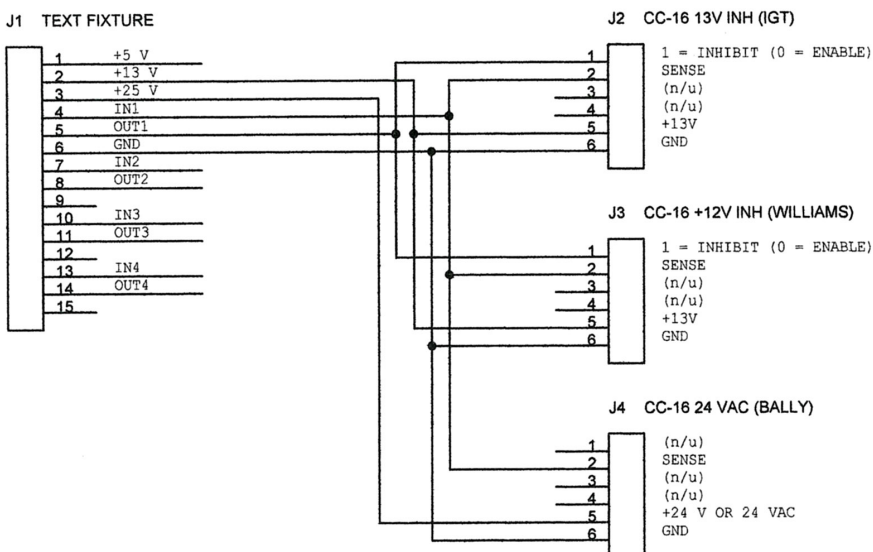 J1 TEXT FIXTURE
1 +5 V
2 +13 V
3 +25 V
4 IN1
5 OUT1
6 GND
7 IN2
8 OUT2
9
10 IN3
11 OUT3
12
13 IN4
14 OUT4
15
J2 CC-16 13V INH (IGT)
1 1 = INHIBIT (0 = ENABLE)
2 SENSE
3 (n/u)
4 (n/u)
5 +13V
6 GND
J3 CC-16 +12V INH (WILLIAMS)
1 1 = INHIBIT (0 = ENABLE)
2 SENSE
3 (n/u)
4 (n/u)
5 +13V
6 GND
J4 CC-16 24 VAC (BALLY)
1 (n/u)
2 SENSE
3 (n/u)
4 (n/u)
5 +24 V OR 24 VAC
6 GND